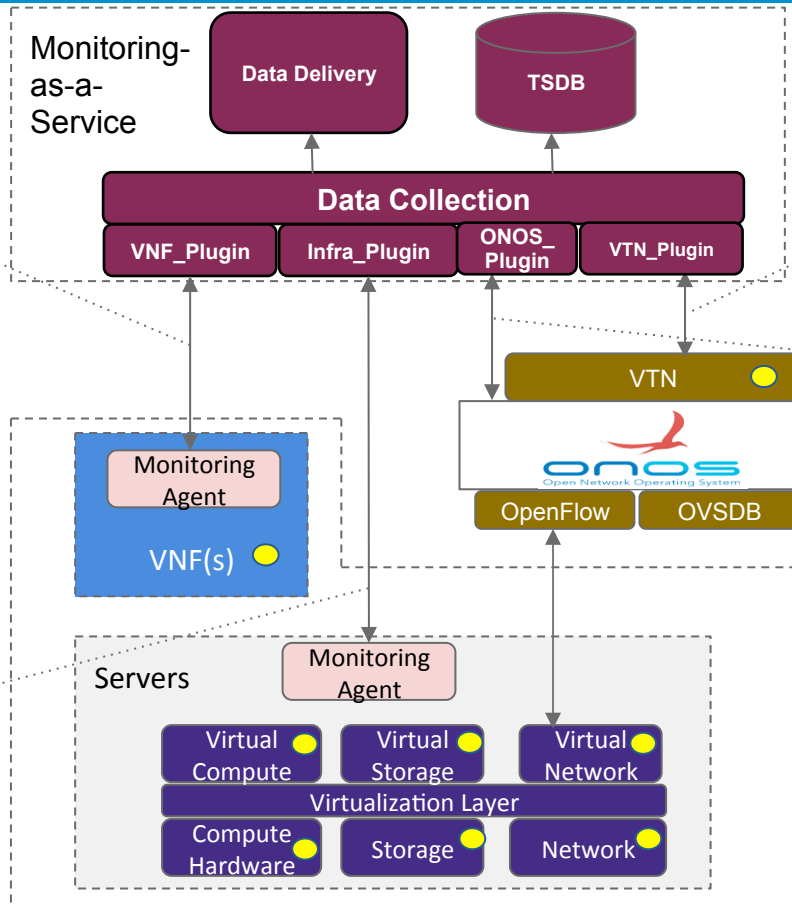 Monitoring-
as-a-
Service
Data Delivery
TSDB
Data Collection
VNF_Plugin
Infra_Plugin
ONOS_
Plugin
VTN_Plugin
VTN
onos
Open Network Operating System
OpenFlow
OVSDB
Monitoring
Agent
VNF(s)
Servers
Monitoring
Agent
Virtual
Compute
Virtual
Storage
Virtual
Network
Virtualization Layer
Compute
Hardware
Storage
Network